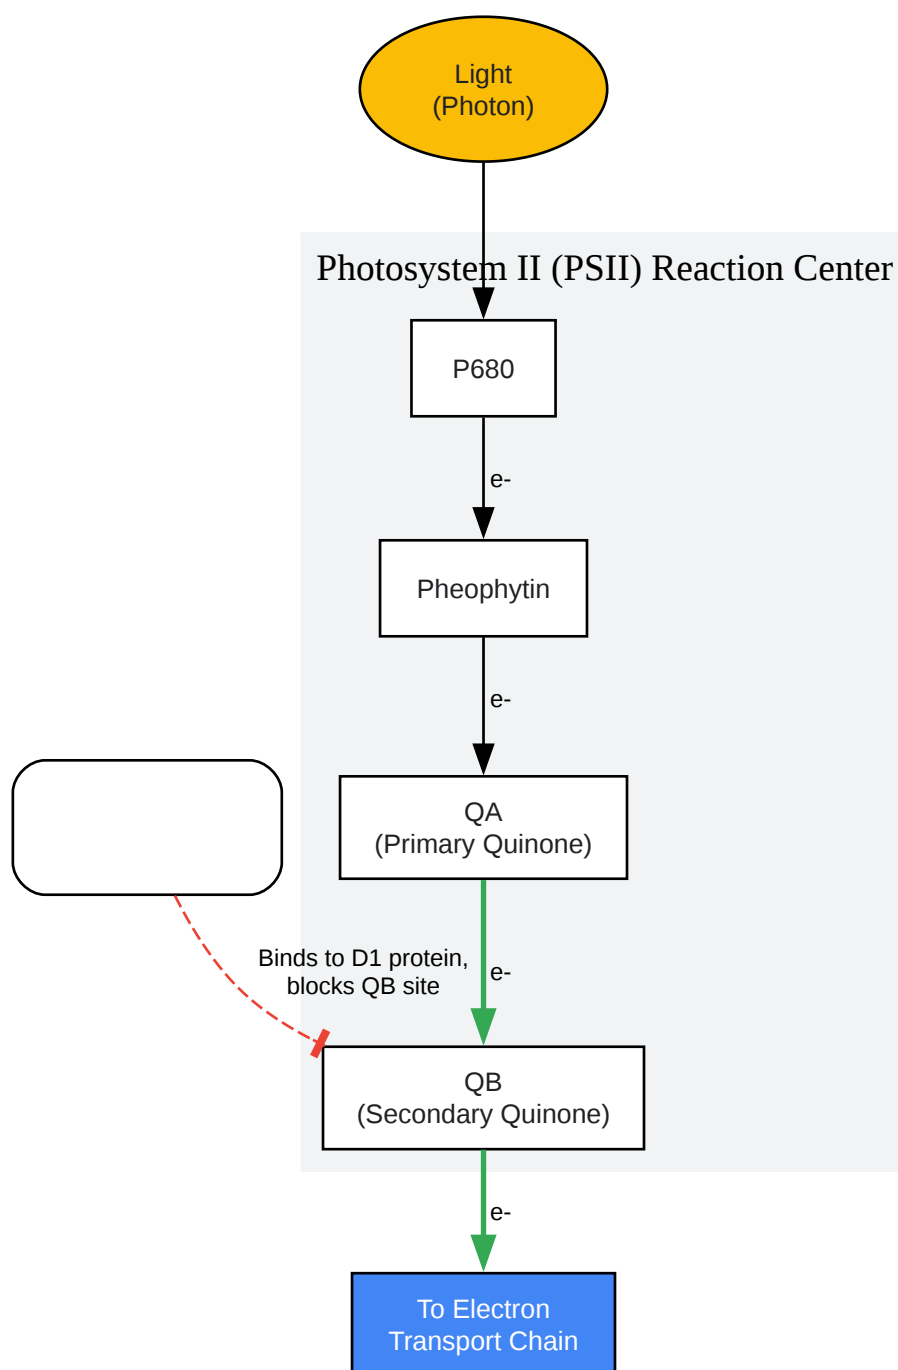 Light
(Photon)
Photosystem II (PSII) Reaction Center
P680
e-
Pheophytin
e-
QA
(Primary Quinone)
Binds to D1 protein,
blocks QB site
e-
QB
(Secondary Quinone)
e-
To Electron
Transport Chain